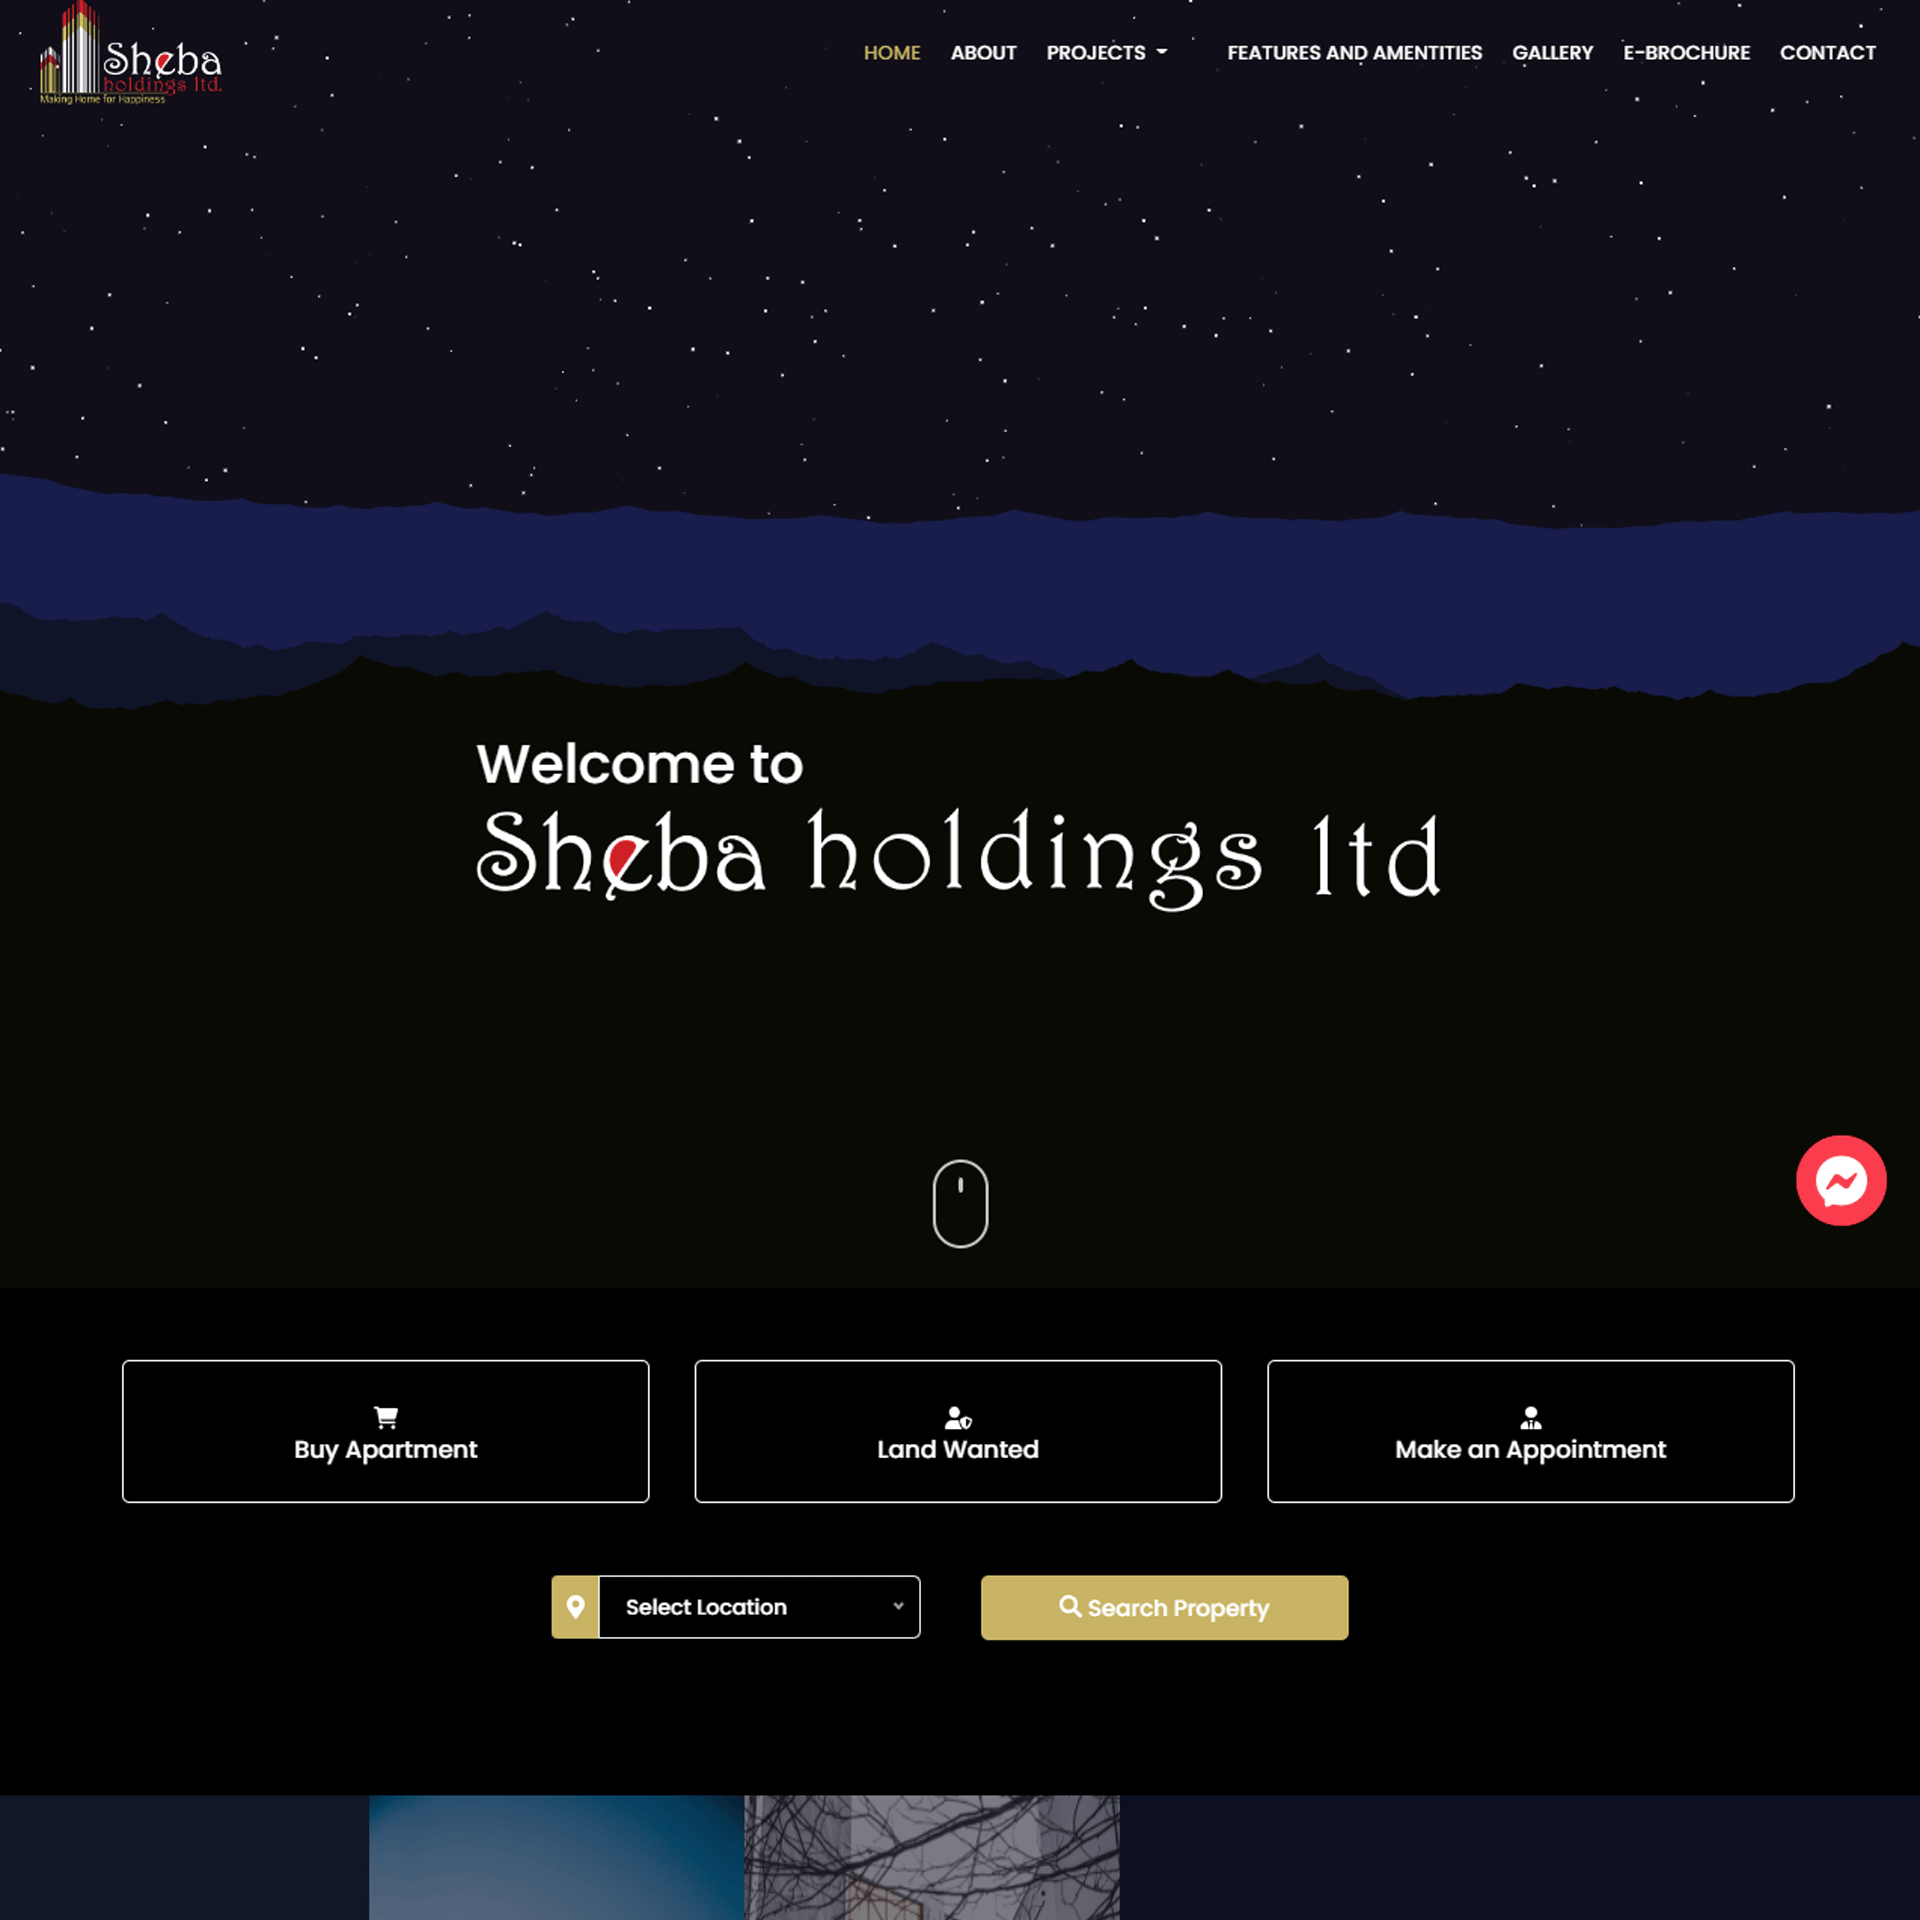 Sheba
holdings ltd.
Making Home for Happiness
HOME ABOUT PROJECTS FEATURES AND AMENTITIES GALLERY E-BROCHURE CONTACT
Welcome to
Sheba holdings ltd
Buy Apartment
Land Wanted
Make an Appointment
Select Location
Search Property